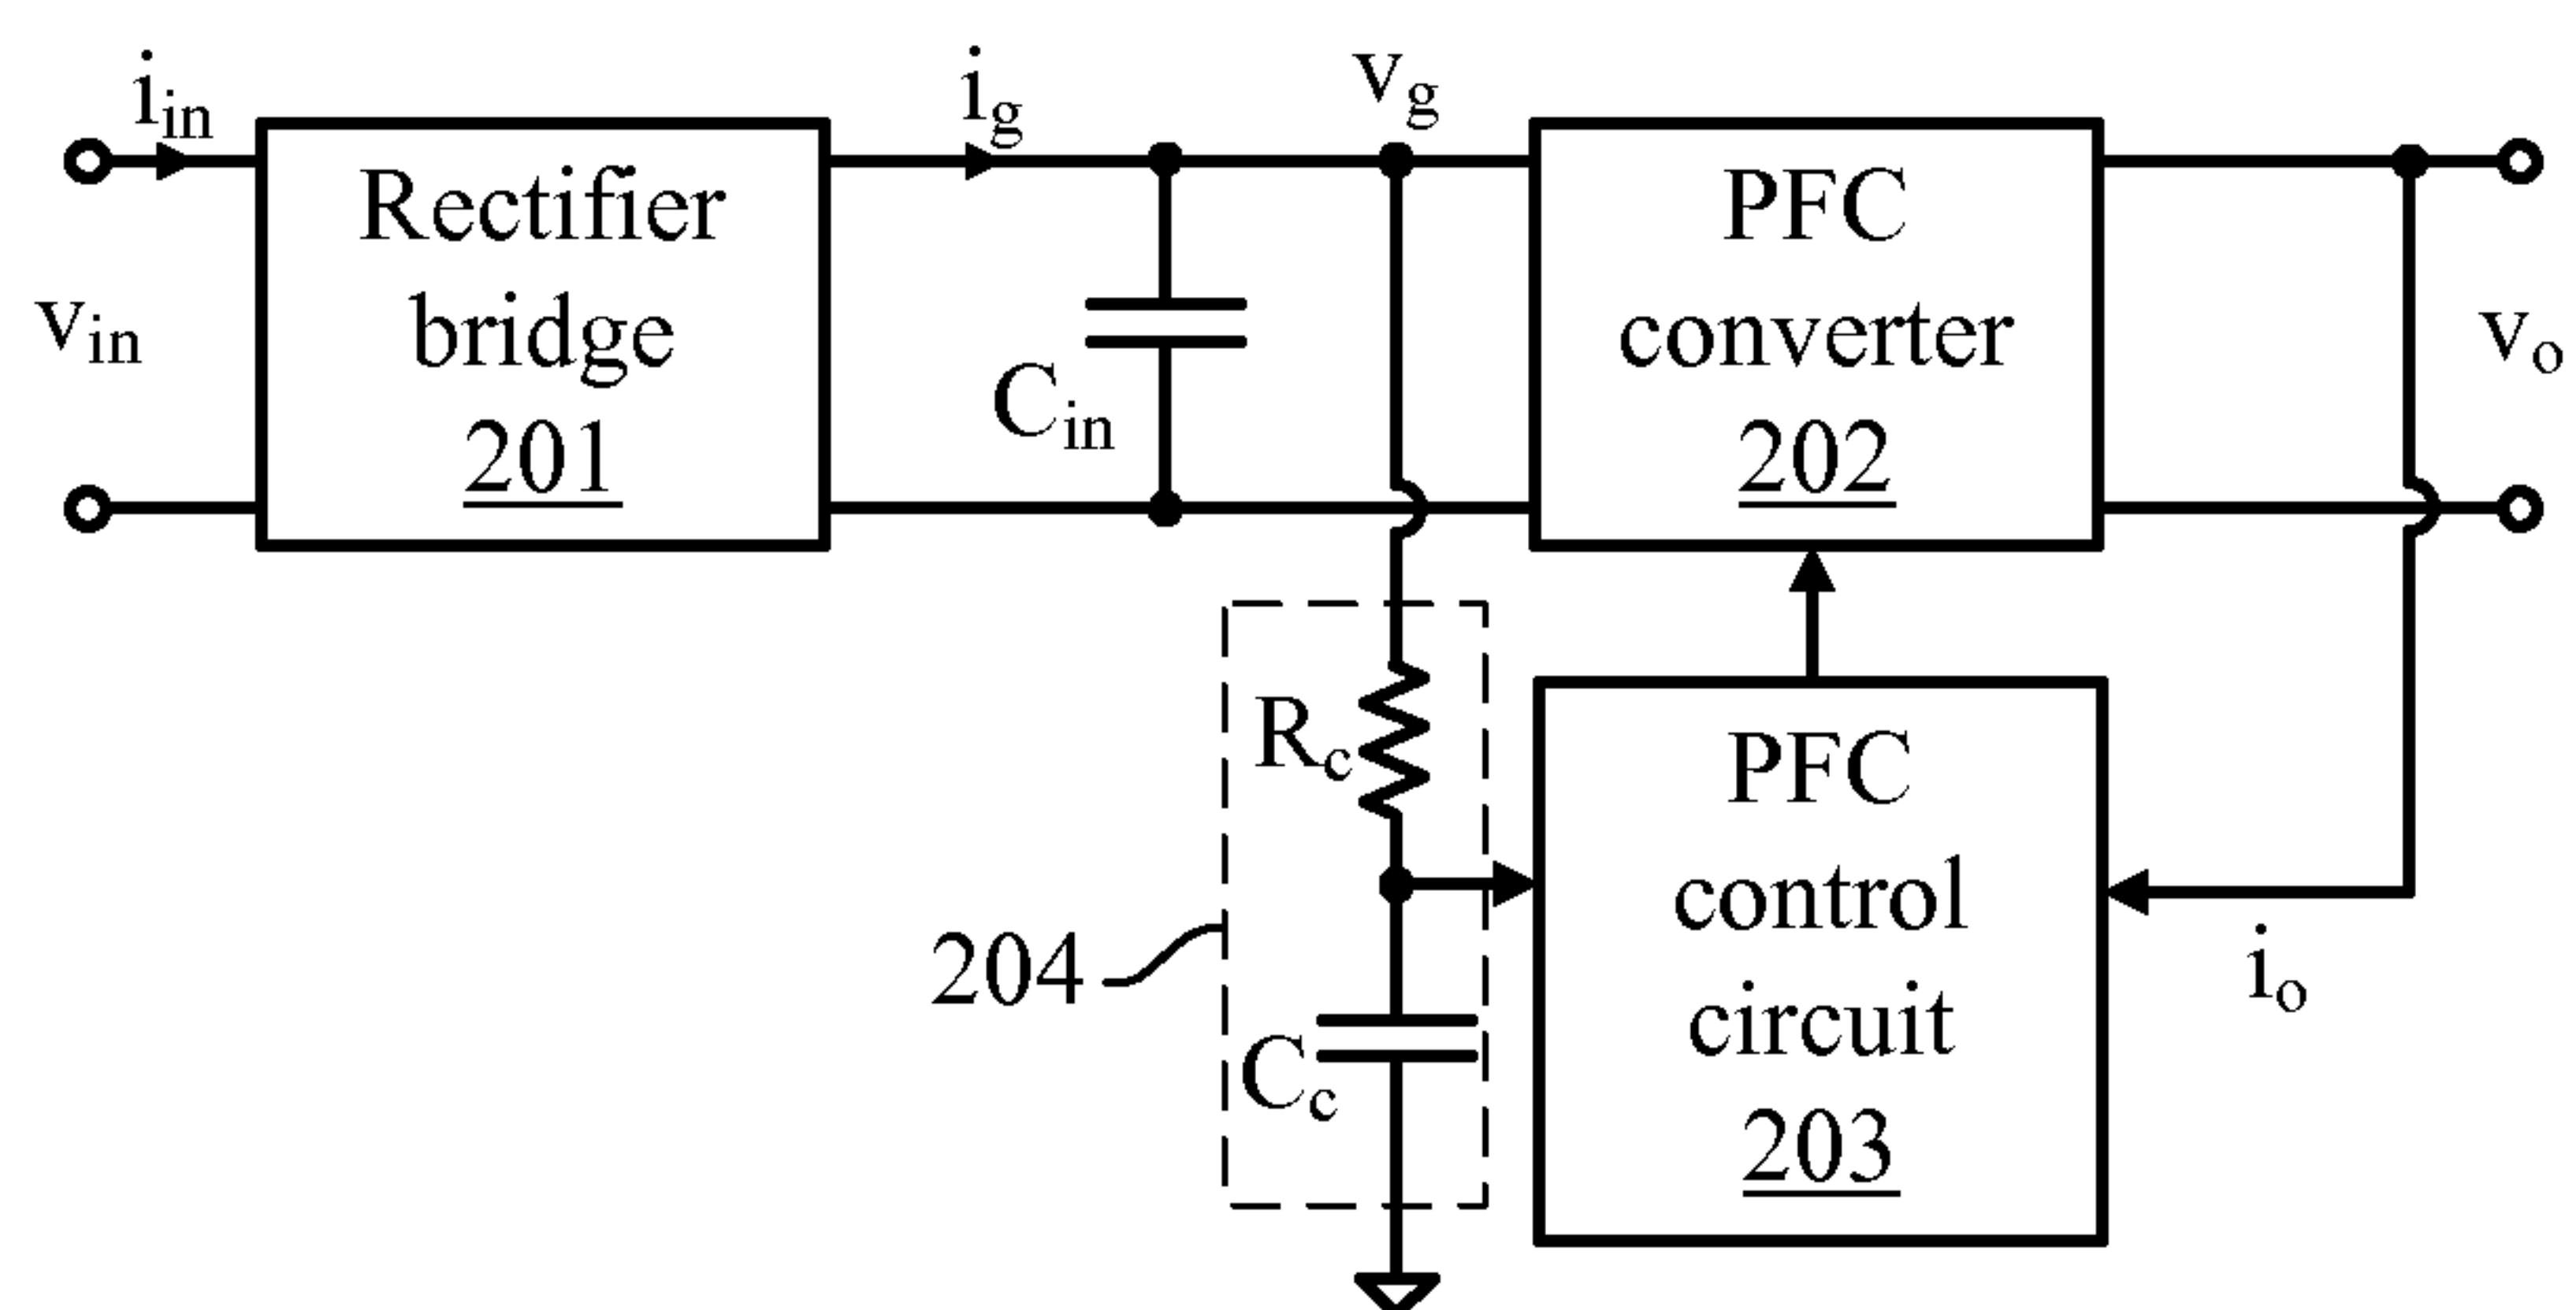 i_in
i_g
v_g
Rectifier
bridge
201
PFC
converter
202
v_in
C_in
v_o
R_c
PFC
control
circuit
203
204
C_c
i_o